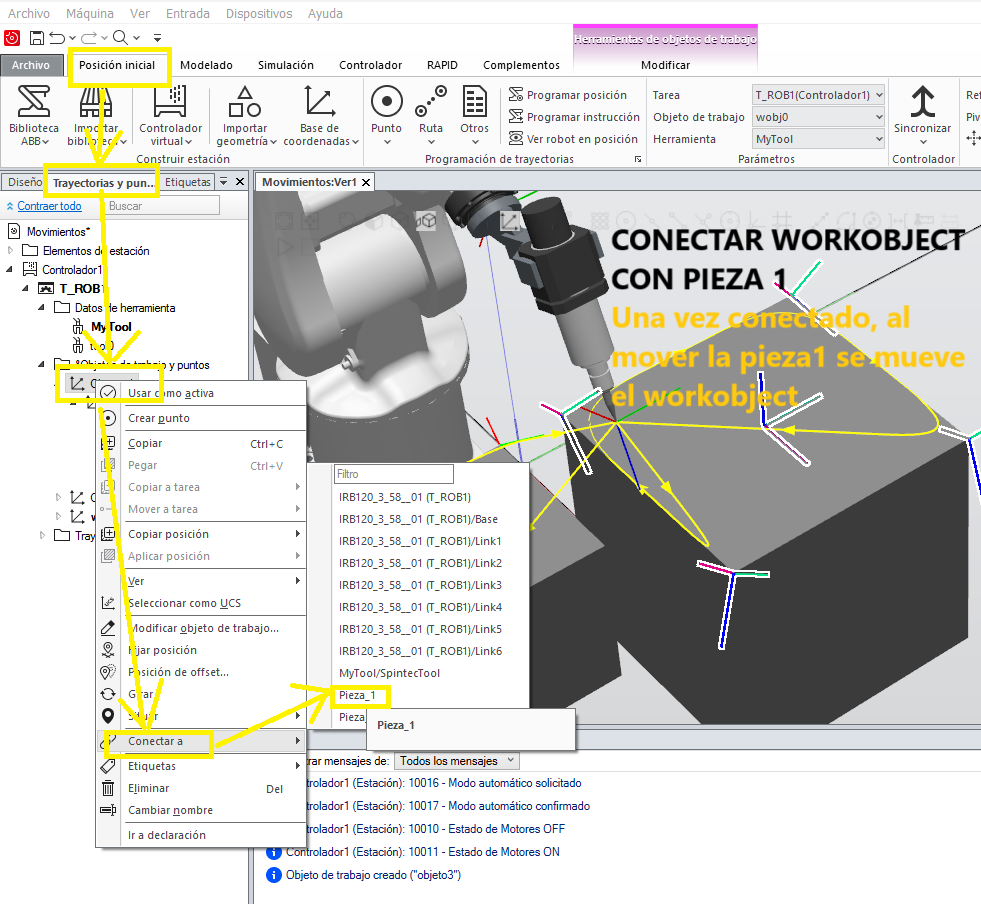 Archivo Máquina Ver Entrada Dispositivos Ayuda
Herramientas de objetos de trabajo
Archivo Posición inicial Modelado Simulación Controlador RAPID Complementos Modificar
Biblioteca ABB
Importar biblioteca
Controlador virtual
Importar geometría
Base de coordenadas
Construir estación
Punto Ruta Otros
Programar posición
Programar instrucción
Ver robot en posición
Programación de trayectorias
Tarea T_ROB1(Controlador1)
Objeto de trabajo wobj0
Herramienta MyTool
Parámetros
Sincronizar
Controlador
Diseño Trayectorias y pun... Etiquetas
Contraer todo Buscar
Movimientos*
Elementos de estación
Controlador1
T_ROB1
Datos de herramienta
MyTool
tool0
Objetos de trabajo y puntos
Movimientos:Ver1
CONECTAR WORKOBJECT
CON PIEZA 1
Una vez conectado, al
mover la pieza1 se mueve
el workobject
Usar como activa
Crear punto
Copiar Ctrl+C
Pegar Ctrl+V
Copiar a tarea
Mover a tarea
Copiar posición
Aplicar posición
Ver
Seleccionar como UCS
Modificar objeto de trabajo...
Fijar posición
Posición de offset...
Girar
Situar
Conectar a
Etiquetas
Eliminar Del
Cambiar nombre
Ir a declaración
Filtro
IRB120_3_58__01 (T_ROB1)
IRB120_3_58__01 (T_ROB1)/Base
IRB120_3_58__01 (T_ROB1)/Link1
IRB120_3_58__01 (T_ROB1)/Link2
IRB120_3_58__01 (T_ROB1)/Link3
IRB120_3_58__01 (T_ROB1)/Link4
IRB120_3_58__01 (T_ROB1)/Link5
IRB120_3_58__01 (T_ROB1)/Link6
MyTool/SpintecTool
Pieza_1
Pieza_
Pieza_1
rar mensajes de: Todos los mensajes
trolador1 (Estación): 10016 - Modo automático solicitado
trolador1 (Estación): 10017 - Modo automático confirmado
trolador1 (Estación): 10010 - Estado de Motores OFF
Controlador1 (Estación): 10011 - Estado de Motores ON
Objeto de trabajo creado ("objeto3")